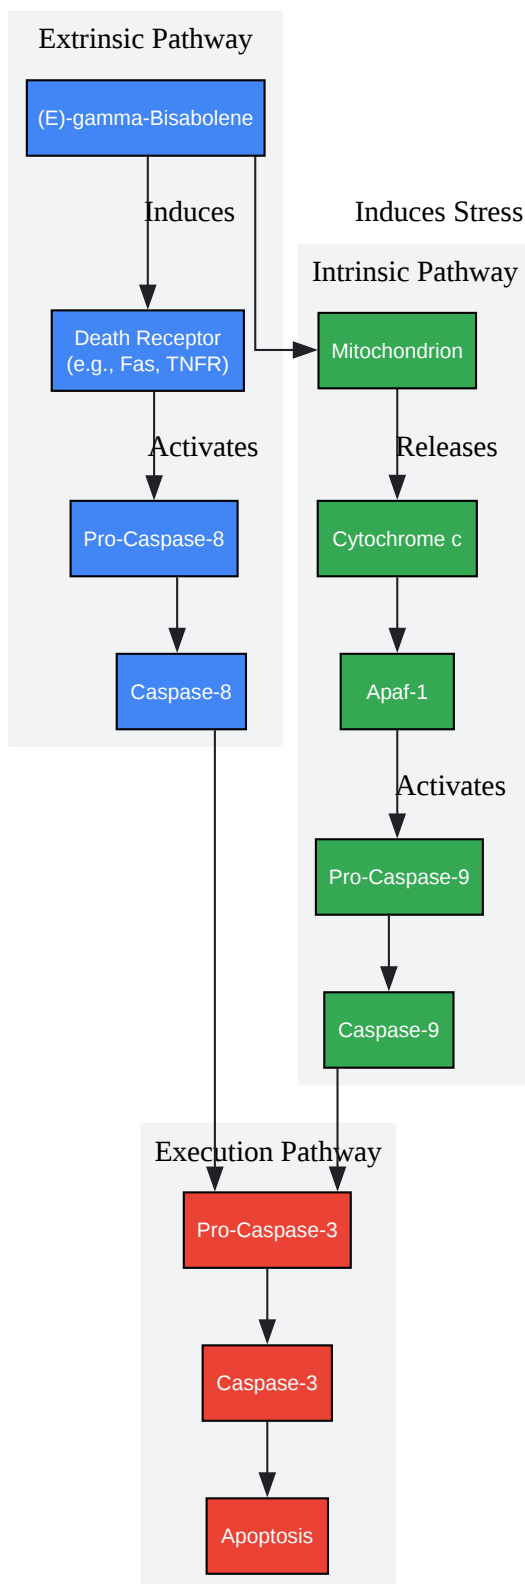 Extrinsic Pathway
(E)-gamma-Bisabolene
Induces
Induces Stress
Intrinsic Pathway
Death Receptor
(e.g., Fas, TNFR)
Mitochondrion
Activates
Releases
Pro-Caspase-8
Cytochrome c
Caspase-8
Apaf-1
Activates
Pro-Caspase-9
Caspase-9
Execution Pathway
Pro-Caspase-3
Caspase-3
Apoptosis